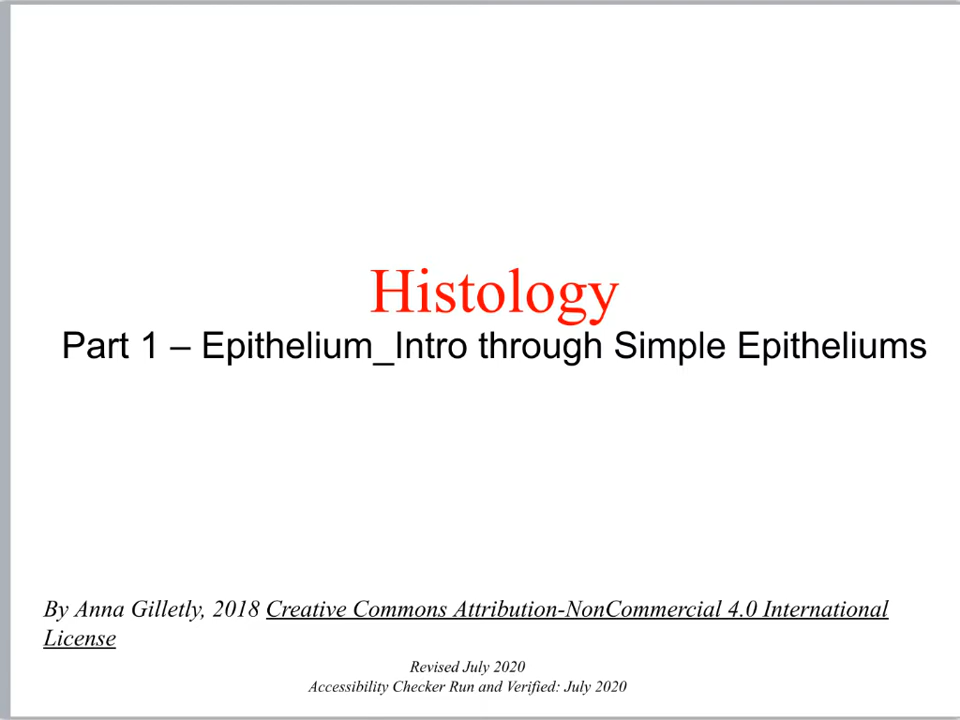 Histology
Part 1 – Epithelium_Intro through Simple Epitheliums
By Anna Gilletly, 2018 Creative Commons Attribution-NonCommercial 4.0 International
License
Revised July 2020
Accessibility Checker Run and Verified: July 2020